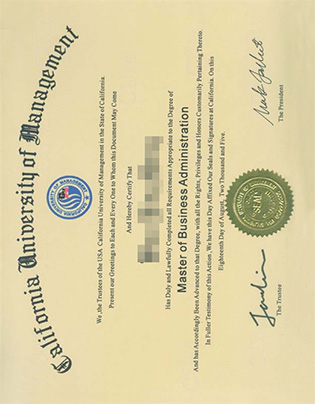 California University of Management
We ,the Trustees of the USA California University of Management in the State of California
Present our Greetings to Each and Every One to Whom this Document May Come
And Hereby Certify That
Has Duly and Lawfully Completed all Requirements Appropriate to the Degree of
Master of Business Administration
And has Accordingly Been Advanced to that Degree, with all the Rights, Privileges and Honors Customarily Pertaining Thereto.
In Fuller Testimony of this Action ,We have this Day Affixed Our Seals and Signatures at California. On this
Eighteenth Day of August, Two Thousand and Five.
The Trustee
The President
SEAL